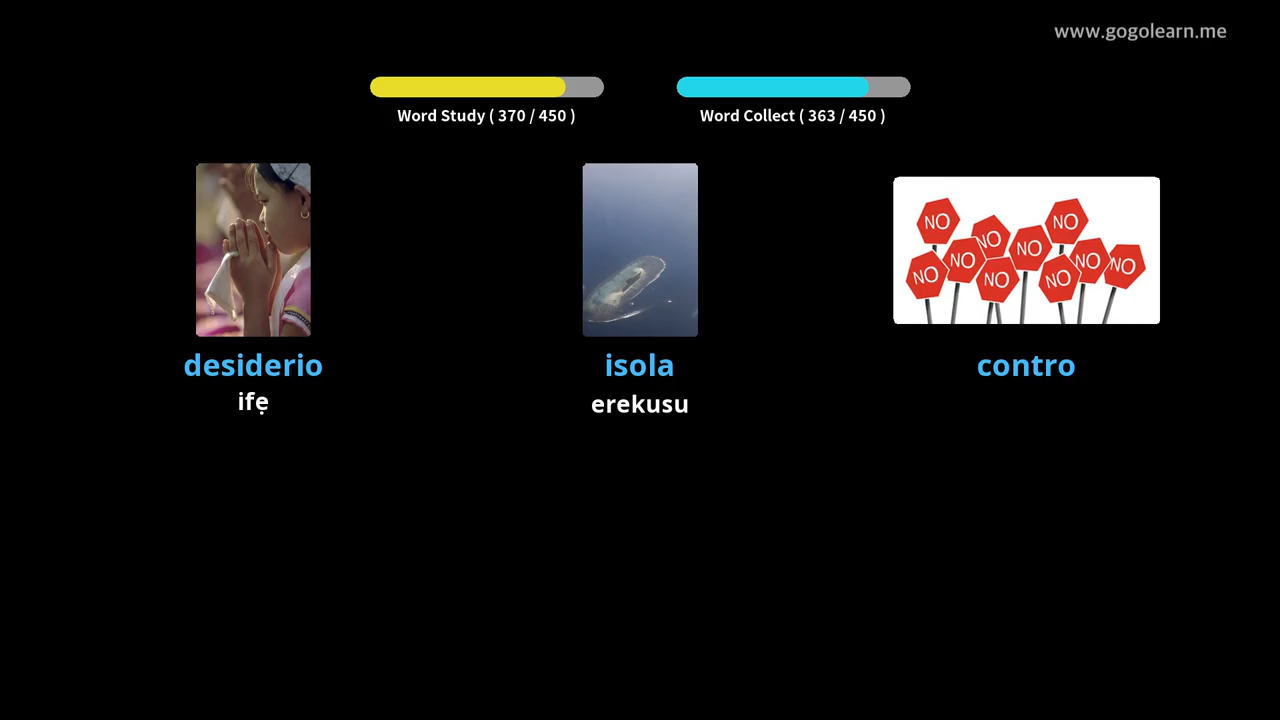 www.gogolearn.me
Word Study ( 370 / 450 )
Word Collect ( 363 / 450 )
NO
NO
NO
NO
NO
NO
NO
NO
NO
NO
desiderio
isola
contro
ifẹ
erekusu